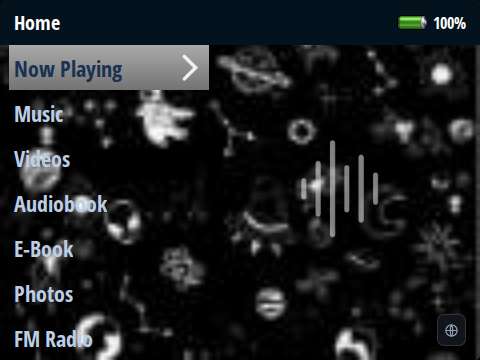 Home
100%
Now Playing
Music
Videos
Audiobook
E-Book
Photos
FM Radio